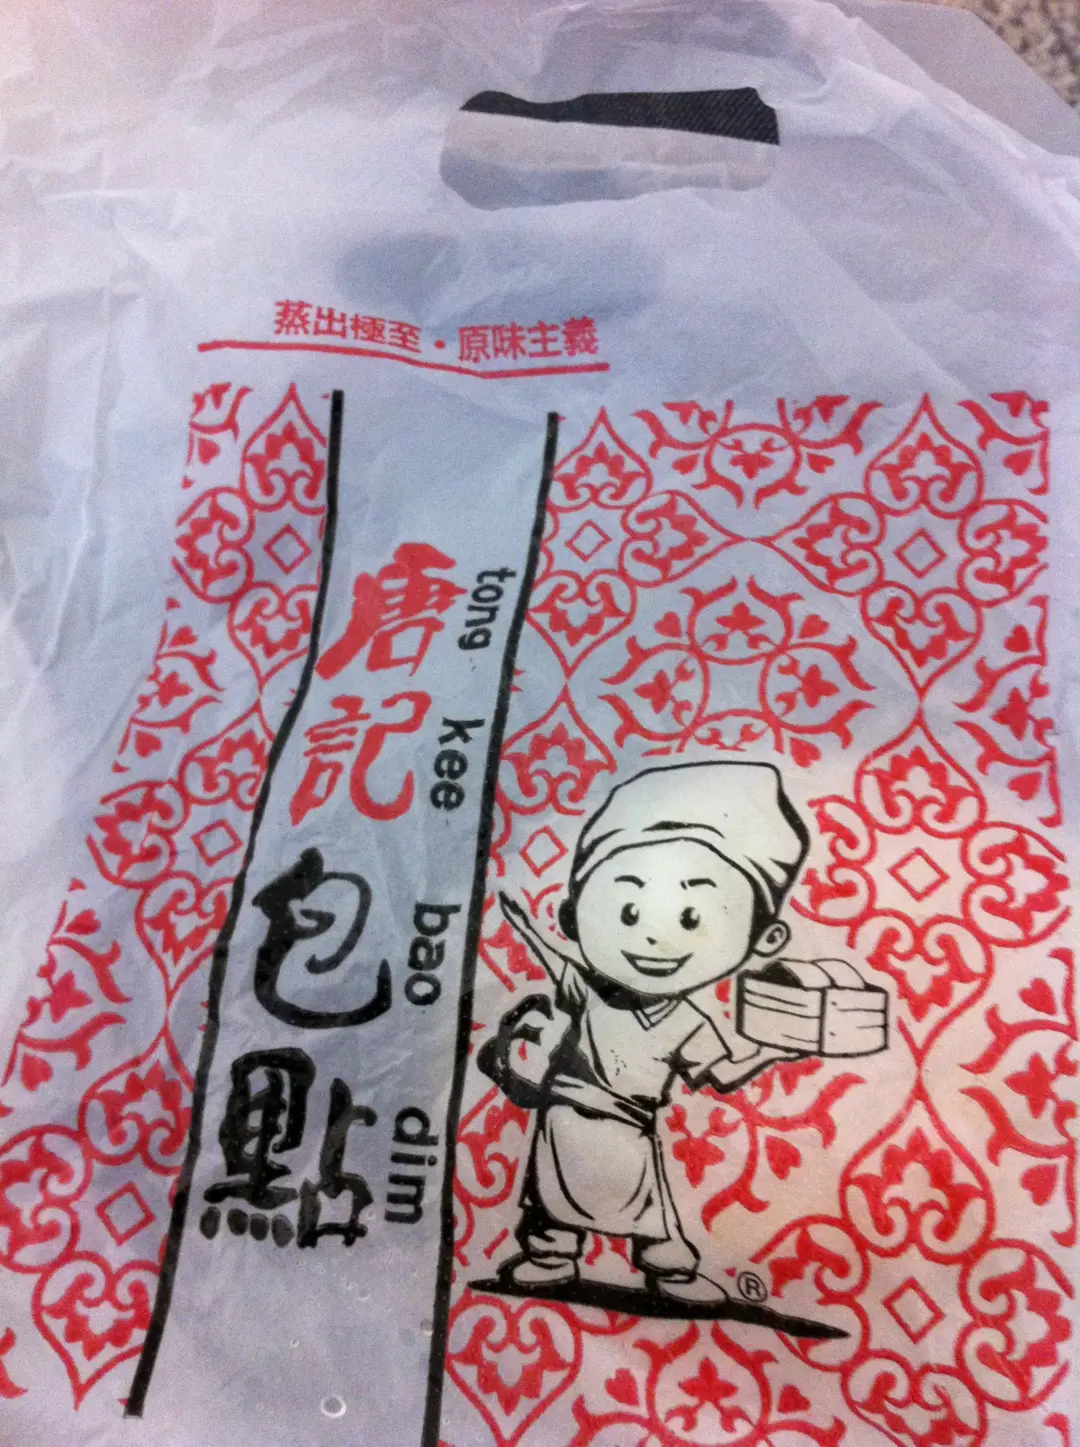 蒸出極至・原味主義
唐記包點
tong kee bao dim
®